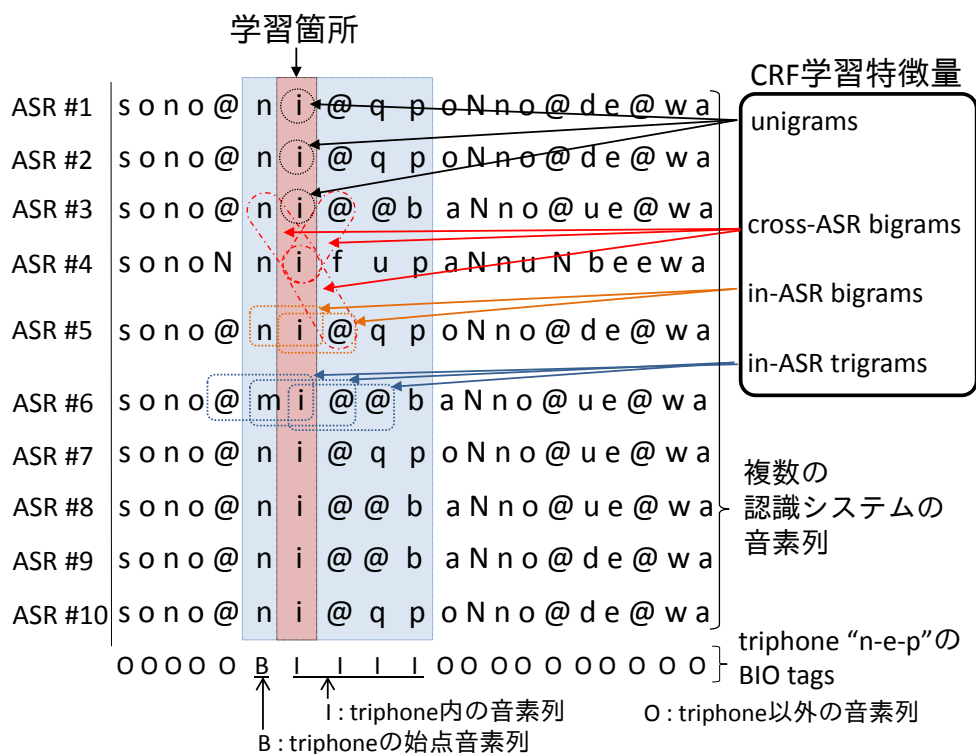 学習箇所
CRF学習特徴量
ASR #1 s o n o @ n i @ q p o N n o @ d e @ w a
unigrams
ASR #2 s o n o @ n i @ q p o N n o @ d e @ w a
ASR #3 s o n o @ n i @ @ b a N n o @ u e @ w a
cross-ASR bigrams
ASR #4 s o n o N n i f u p a N n u N b e e w a
in-ASR bigrams
ASR #5 s o n o @ n i @ q p o N n o @ d e @ w a
in-ASR trigrams
ASR #6 s o n o @ m i @ @ b a N n o @ u e @ w a
ASR #7 s o n o @ n i @ q p o N n o @ u e @ w a
ASR #8 s o n o @ n i @ @ b a N n o @ u e @ w a
ASR #9 s o n o @ n i @ @ b a N n o @ d e @ w a
ASR #10 s o n o @ n i @ q p o N n o @ d e @ w a
複数の
認識システムの
音素列
O O O O O B I I I I O O O O O O O O O O
triphone “n-e-p”の
BIO tags
I : triphone内の音素列
O : triphone以外の音素列
B : triphoneの始点音素列